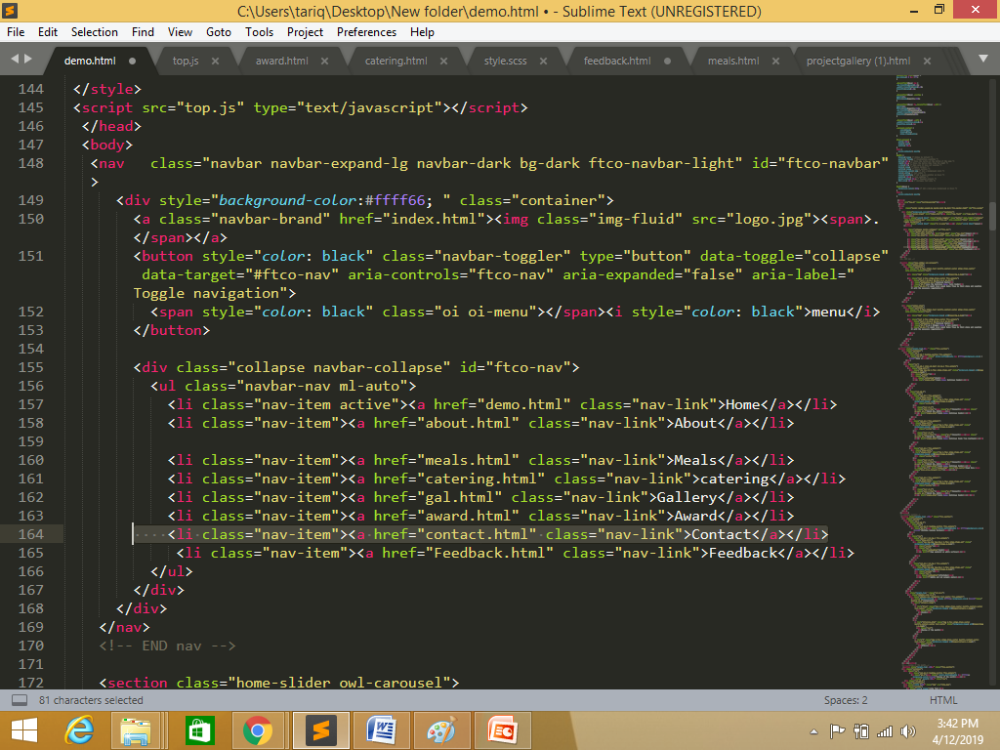 C:\Users\tariq\Desktop\New folder\demo.html • - Sublime Text (UNREGISTERED)
File Edit Selection Find View Goto Tools Project Preferences Help
demo.html top.js award.html catering.html style.scss feedback.html meals.html projectgallery (1).html
144 </style>
145 <script src="top.js" type="text/javascript"></script>
146 </head>
147 <body>
148 <nav class="navbar navbar-expand-lg navbar-dark bg-dark ftco-navbar-light" id="ftco-navbar"
>
149 <div style="background-color:#ffff66; " class="container">
150 <a class="navbar-brand" href="index.html"><img class="img-fluid" src="logo.jpg"><span>.
</span></a>
151 <button style="color: black" class="navbar-toggler" type="button" data-toggle="collapse"
data-target="#ftco-nav" aria-controls="ftco-nav" aria-expanded="false" aria-label="
Toggle navigation">
152 <span style="color: black" class="oi oi-menu"></span><i style="color: black">menu</i>
153 </button>
154
155 <div class="collapse navbar-collapse" id="ftco-nav">
156 <ul class="navbar-nav ml-auto">
157 <li class="nav-item active"><a href="demo.html" class="nav-link">Home</a></li>
158 <li class="nav-item"><a href="about.html" class="nav-link">About</a></li>
159
160 <li class="nav-item"><a href="meals.html" class="nav-link">Meals</a></li>
161 <li class="nav-item"><a href="catering.html" class="nav-link">catering</a></li>
162 <li class="nav-item"><a href="gal.html" class="nav-link">Gallery</a></li>
163 <li class="nav-item"><a href="award.html" class="nav-link">Award</a></li>
164 <li class="nav-item"><a href="contact.html" class="nav-link">Contact</a></li>
165 <li class="nav-item"><a href="Feedback.html" class="nav-link">Feedback</a></li>
166 </ul>
167 </div>
168 </div>
169 </nav>
170 <!-- END nav -->
171
172 <section class="home-slider owl-carousel">
81 characters selected Spaces: 2 HTML
3:42 PM
4/12/2019